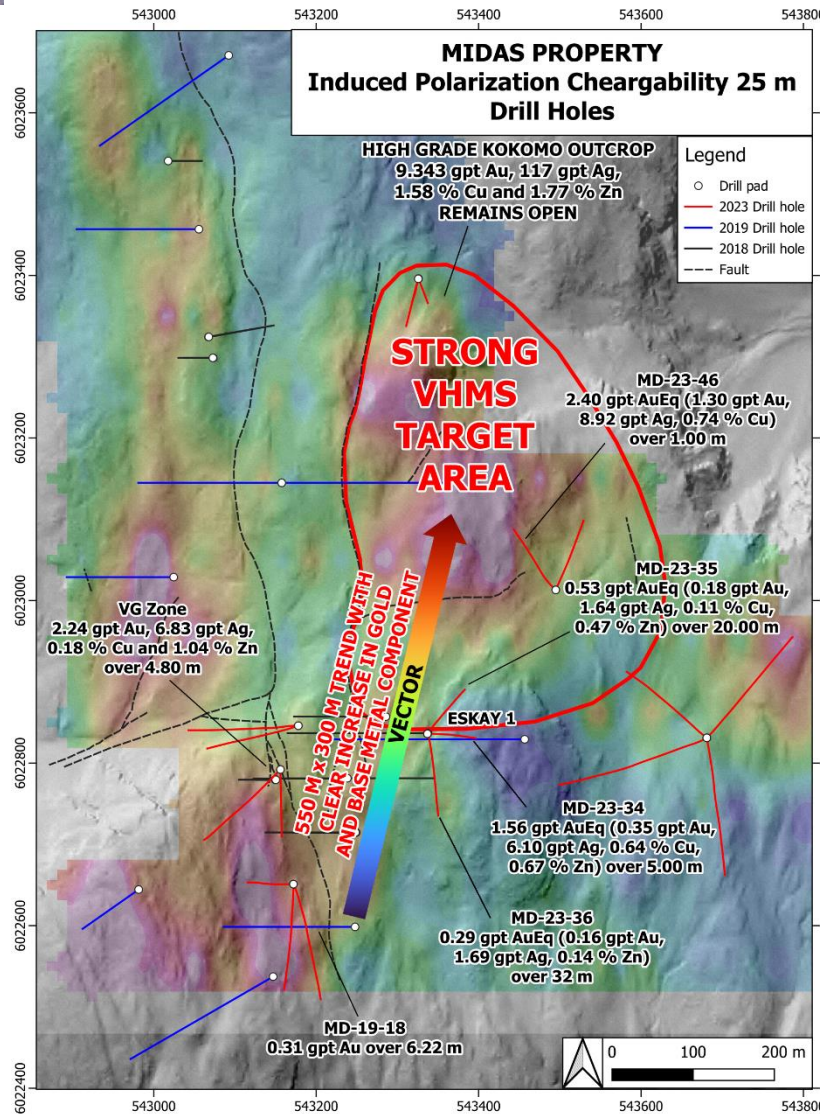 543000
543200
543400
543600
543800
MIDAS PROPERTY
Induced Polarization Cheargability 25 m
Drill Holes
6023600
HIGH GRADE KOKOMO OUTCROP
9.343 gpt Au, 117 gpt Ag,
1.58 % Cu and 1.77 % Zn
REMAINS OPEN
Legend
Drill pad
2023 Drill hole
2019 Drill hole
2018 Drill hole
Fault
6023400
STRONG
VHMS
TARGET
AREA
MD-23-46
2.40 gpt AuEq (1.30 gpt Au,
8.92 gpt Ag, 0.74 % Cu)
over 1.00 m
6023200
MD-23-35
0.53 gpt AuEq (0.18 gpt Au,
1.64 gpt Ag, 0.11 % Cu,
0.47 % Zn) over 20.00 m
6023000
VG Zone
2.24 gpt Au, 6.83 gpt Ag,
0.18 % Cu and 1.04 % Zn
over 4.80 m
550 M x 300 M TREND WITH
CLEAR INCREASE IN GOLD
AND BASE METAL COMPONENT
VECTOR
ESKAY 1
6022800
MD-23-34
1.56 gpt AuEq (0.35 gpt Au,
6.10 gpt Ag, 0.64 % Cu,
0.67 % Zn) over 5.00 m
6022600
MD-23-36
0.29 gpt AuEq (0.16 gpt Au,
1.69 gpt Ag, 0.14 % Zn)
over 32 m
MD-19-18
0.31 gpt Au over 6.22 m
0 100 200 m
6022400
543000
543200
543400
543600
543800